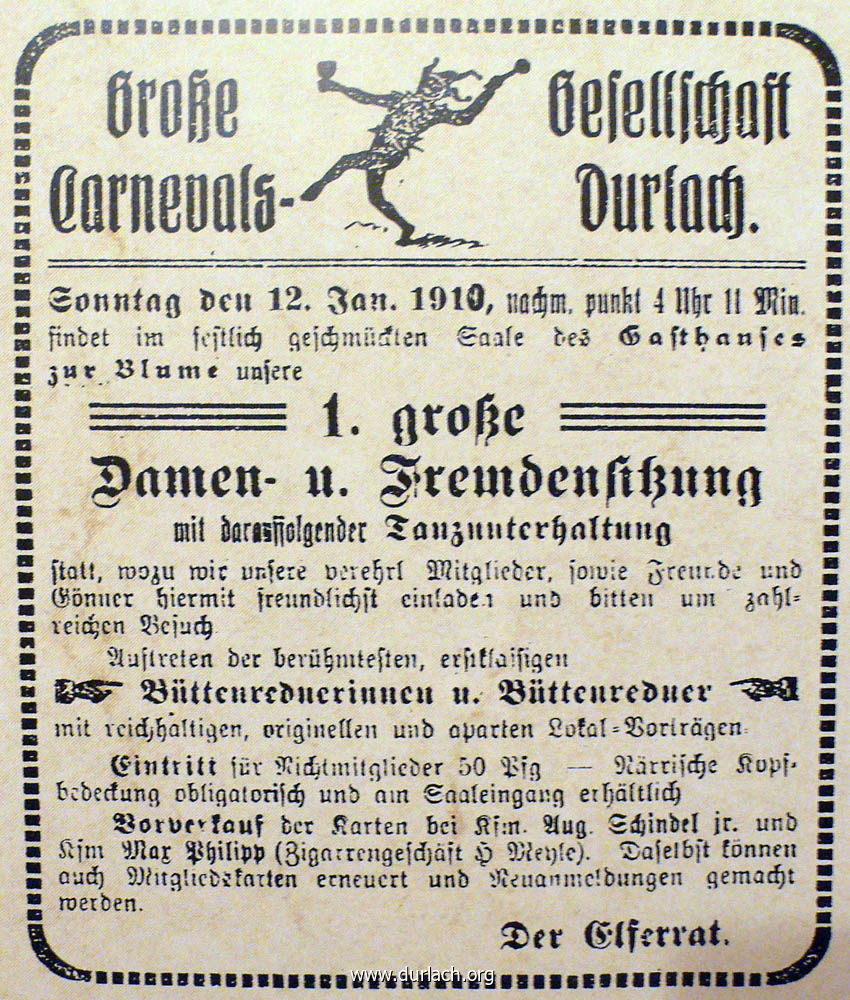 Große Gesellschaft
Carnevals- Durlach.
Sonntag den 12. Jan. 1910, nachm. punkt 4 Uhr 11 Min.
findet im festlich geschmückten Saale des Gasthauses
zur Blume unsere
1. große
Damen- u. Fremdensitzung
mit darauffolgender Tanzunterhaltung
statt, wozu wir unsere verehrl Mitglieder, sowie Freunde und
Gönner hiermit freundlichst einladen und bitten um zahl-
reichen Besuch
Auftreten der berühmtesten, erstklassigen
Büttenrednerinnen u. Büttenredner
mit reichhaltigen, originellen und aparten Lokal-Vorträgen.
Eintritt für Nichtmitglieder 50 Pfg — Närrische Kopf-
bedeckung obligatorisch und am Saaleingang erhältlich
Vorverkauf der Karten bei Kfm. Aug. Schindel jr. und
Kfm Max Philipp (Zigarrengeschäft H Meyle). Daselbst können
auch Mitgliedskarten erneuert und Neuanmeldungen gemacht
werden.
Der Elferrat.
www.durlach.org